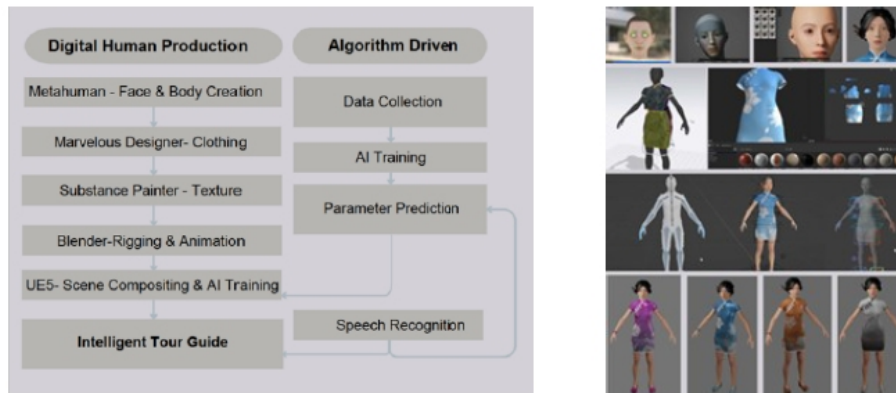 Digital Human Production
Metahuman - Face & Body Creation
Marvelous Designer- Clothing
Substance Painter - Texture
Blender-Rigging & Animation
UE5- Scene Compositing & AI Training
Intelligent Tour Guide
Algorithm Driven
Data Collection
AI Training
Parameter Prediction
Speech Recognition